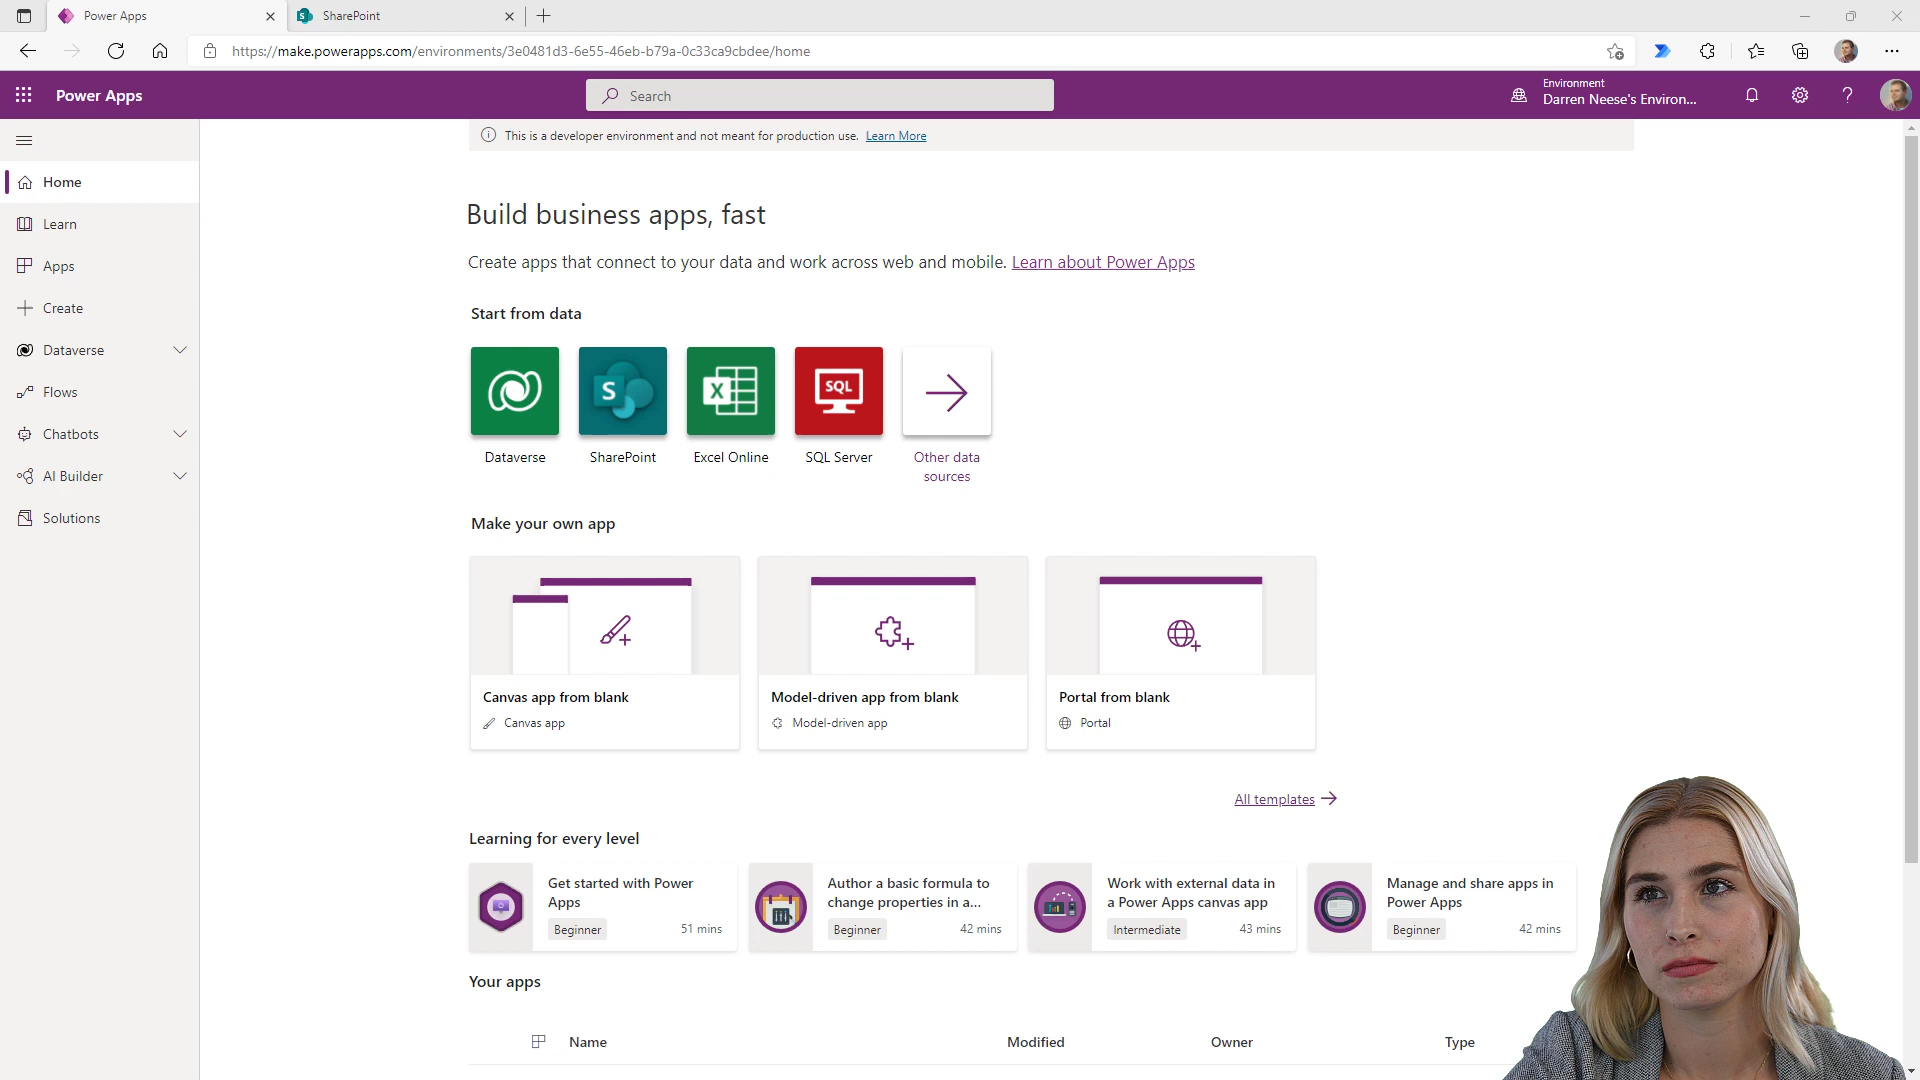 Power Apps
SharePoint
https://make.powerapps.com/environments/3e0481d3-6e55-46eb-b79a-0c33ca9cbdee/home
Power Apps
Search
Environment
Darren Neese's Environ...
This is a developer environment and not meant for production use. Learn More
Home
Learn
Apps
Create
Dataverse
Flows
Chatbots
AI Builder
Solutions
Build business apps, fast
Create apps that connect to your data and work across web and mobile. Learn about Power Apps
Start from data
S
X
SQL
Dataverse
SharePoint
Excel Online
SQL Server
Other data
sources
Make your own app
Canvas app from blank
Canvas app
Model-driven app from blank
Model-driven app
Portal from blank
Portal
All templates
Learning for every level
Get started with Power
Apps
Beginner
51 mins
Author a basic formula to
change properties in a...
Beginner
42 mins
Work with external data in
a Power Apps canvas app
Intermediate
43 mins
Manage and share apps in
Power Apps
Beginner
42 mins
Your apps
Name
Modified
Owner
Type